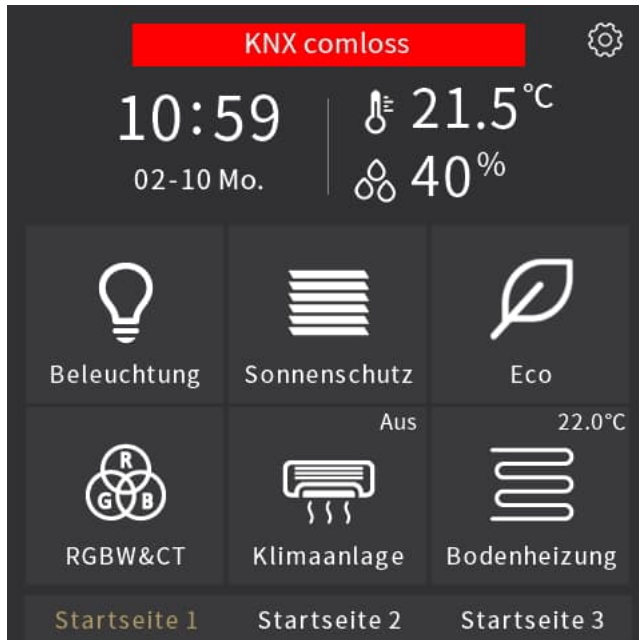 KNX comloss
10:59
21.5°C
02-10 Mo.
40%
Beleuchtung
Sonnenschutz
Eco
Aus
22.0°C
R
G B
RGBW&CT
Klimaanlage
Bodenheizung
Startseite 1
Startseite 2
Startseite 3